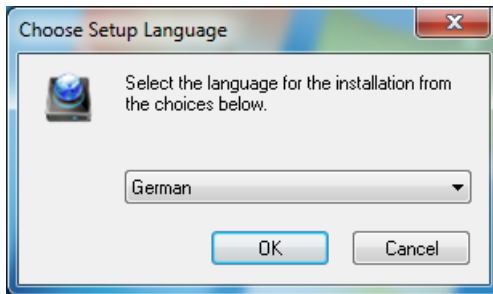 Choose Setup Language
Select the language for the installation from
the choices below.
German
OK
Cancel